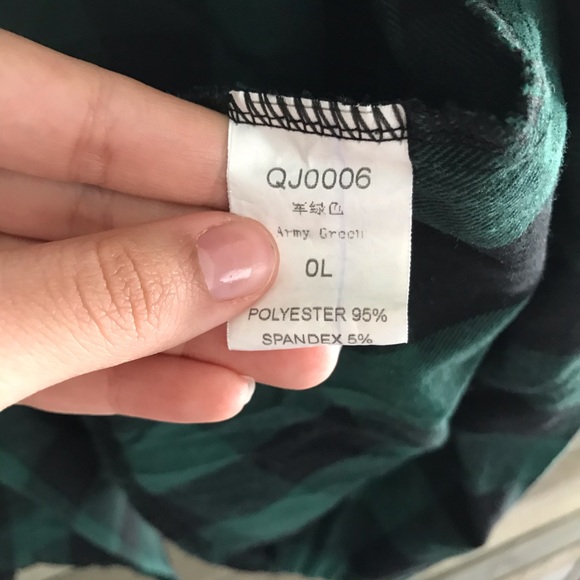 QJ0006
军绿色
Army Green
0L
POLYESTER 95%
SPANDEX 5%